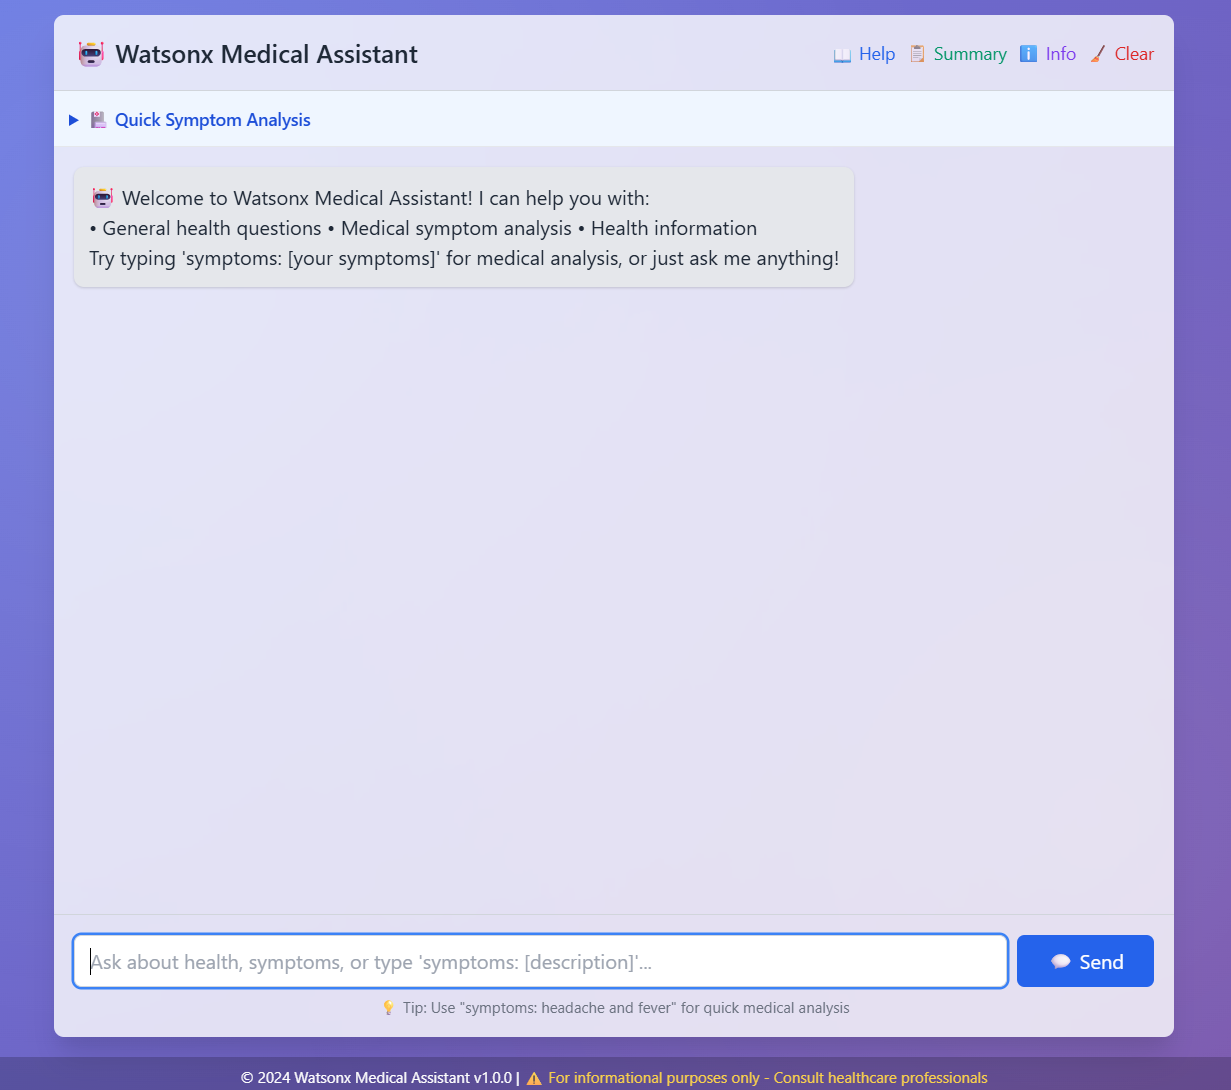 Watsonx Medical Assistant
Help Summary Info Clear
Quick Symptom Analysis
Welcome to Watsonx Medical Assistant! I can help you with:
• General health questions • Medical symptom analysis • Health information
Try typing 'symptoms: [your symptoms]' for medical analysis, or just ask me anything!
Ask about health, symptoms, or type 'symptoms: [description]'...
Send
Tip: Use "symptoms: headache and fever" for quick medical analysis
© 2024 Watsonx Medical Assistant v1.0.0 | ⚠️ For informational purposes only - Consult healthcare professionals